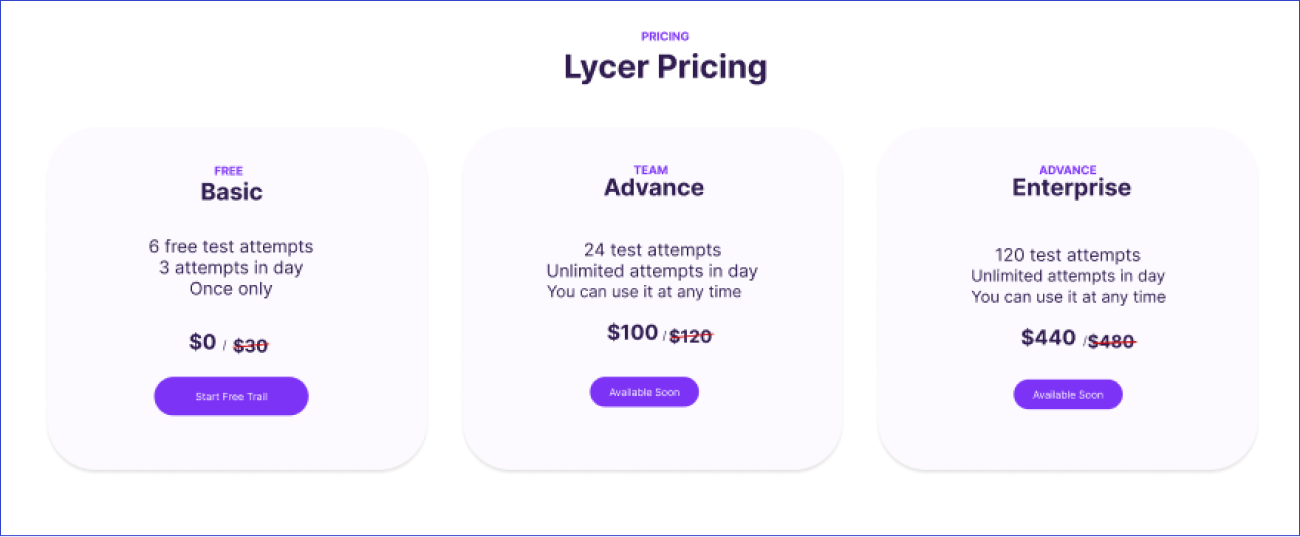 PRICING
Lycer Pricing
FREE
Basic
6 free test attempts
3 attempts in day
Once only
$0 / $30
Start Free Trail
TEAM
Advance
24 test attempts
Unlimited attempts in day
You can use it at any time
$100 / $120
Available Soon
ADVANCE
Enterprise
120 test attempts
Unlimited attempts in day
You can use it at any time
$440 / $480
Available Soon